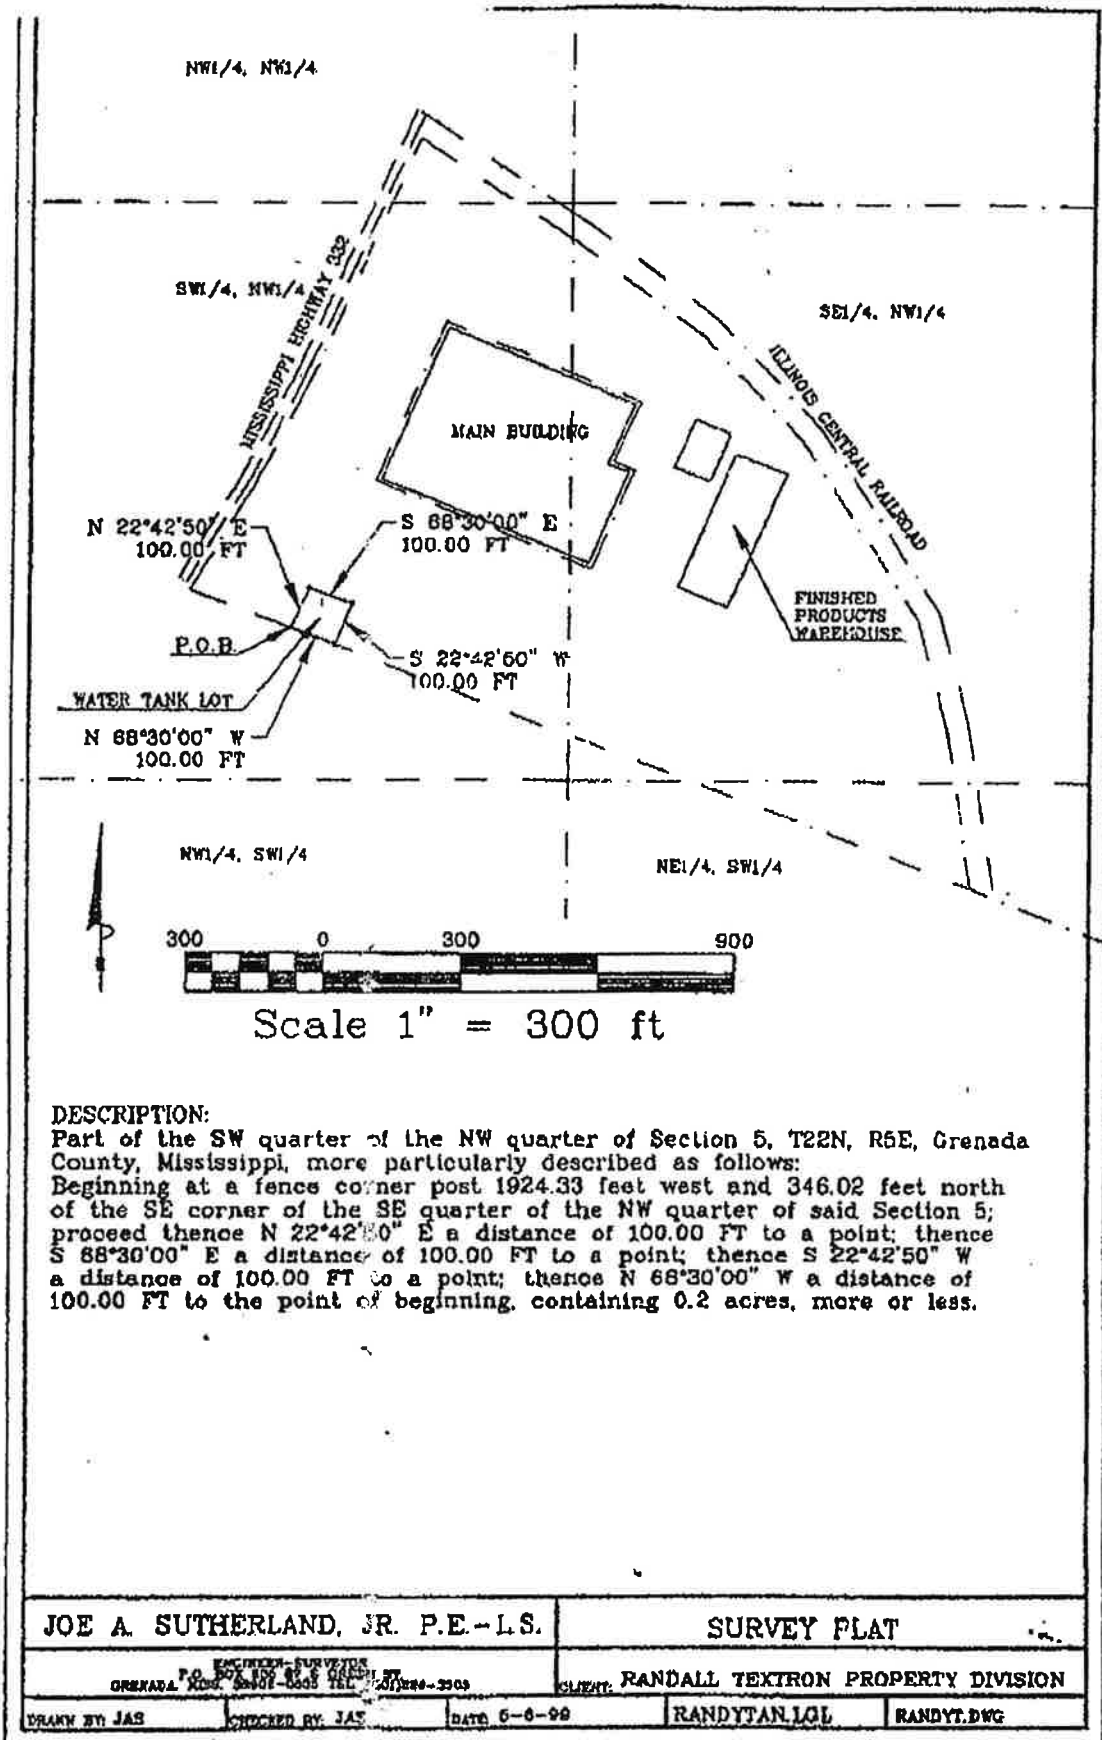 NW1/4, NW1/4
SW1/4, NW1/4
MISSISSIPPI HIGHWAY 332
SE1/4, NW1/4
ILLINOIS CENTRAL RAILROAD
MAIN BUILDING
N 22°42'50" E
100.00 FT
S 68°30'00" E
100.00 FT
FINISHED
PRODUCTS
WAREHOUSE
P.O.B.
S 22°42'50" W
100.00 FT
WATER TANK LOT
N 68°30'00" W
100.00 FT
NW1/4, SW1/4
NE1/4, SW1/4
300 0 300 900
Scale 1" = 300 ft
DESCRIPTION:
Part of the SW quarter of the NW quarter of Section 5, T22N, R5E, Grenada
County, Mississippi, more particularly described as follows:
Beginning at a fence corner post 1924.33 feet west and 346.02 feet north
of the SE corner of the SE quarter of the NW quarter of said Section 5;
proceed thence N 22°42'50" E a distance of 100.00 FT to a point; thence
S 68°30'00" E a distance of 100.00 FT to a point; thence S 22°42'50" W
a distance of 100.00 FT to a point; thence N 68°30'00" W a distance of
100.00 FT to the point of beginning, containing 0.2 acres, more or less.
JOE A. SUTHERLAND, JR. P.E.-L.S.
SURVEY PLAT
ENGINEER-SURVEYOR
P.O. BOX
GRENADA, MISS. TEL
CLIENT: RANDALL TEXTRON PROPERTY DIVISION
DRAWN BY: JAS
CHECKED BY: JAS
DATE
RANDYTAN.LGL
RANDYT.DWG